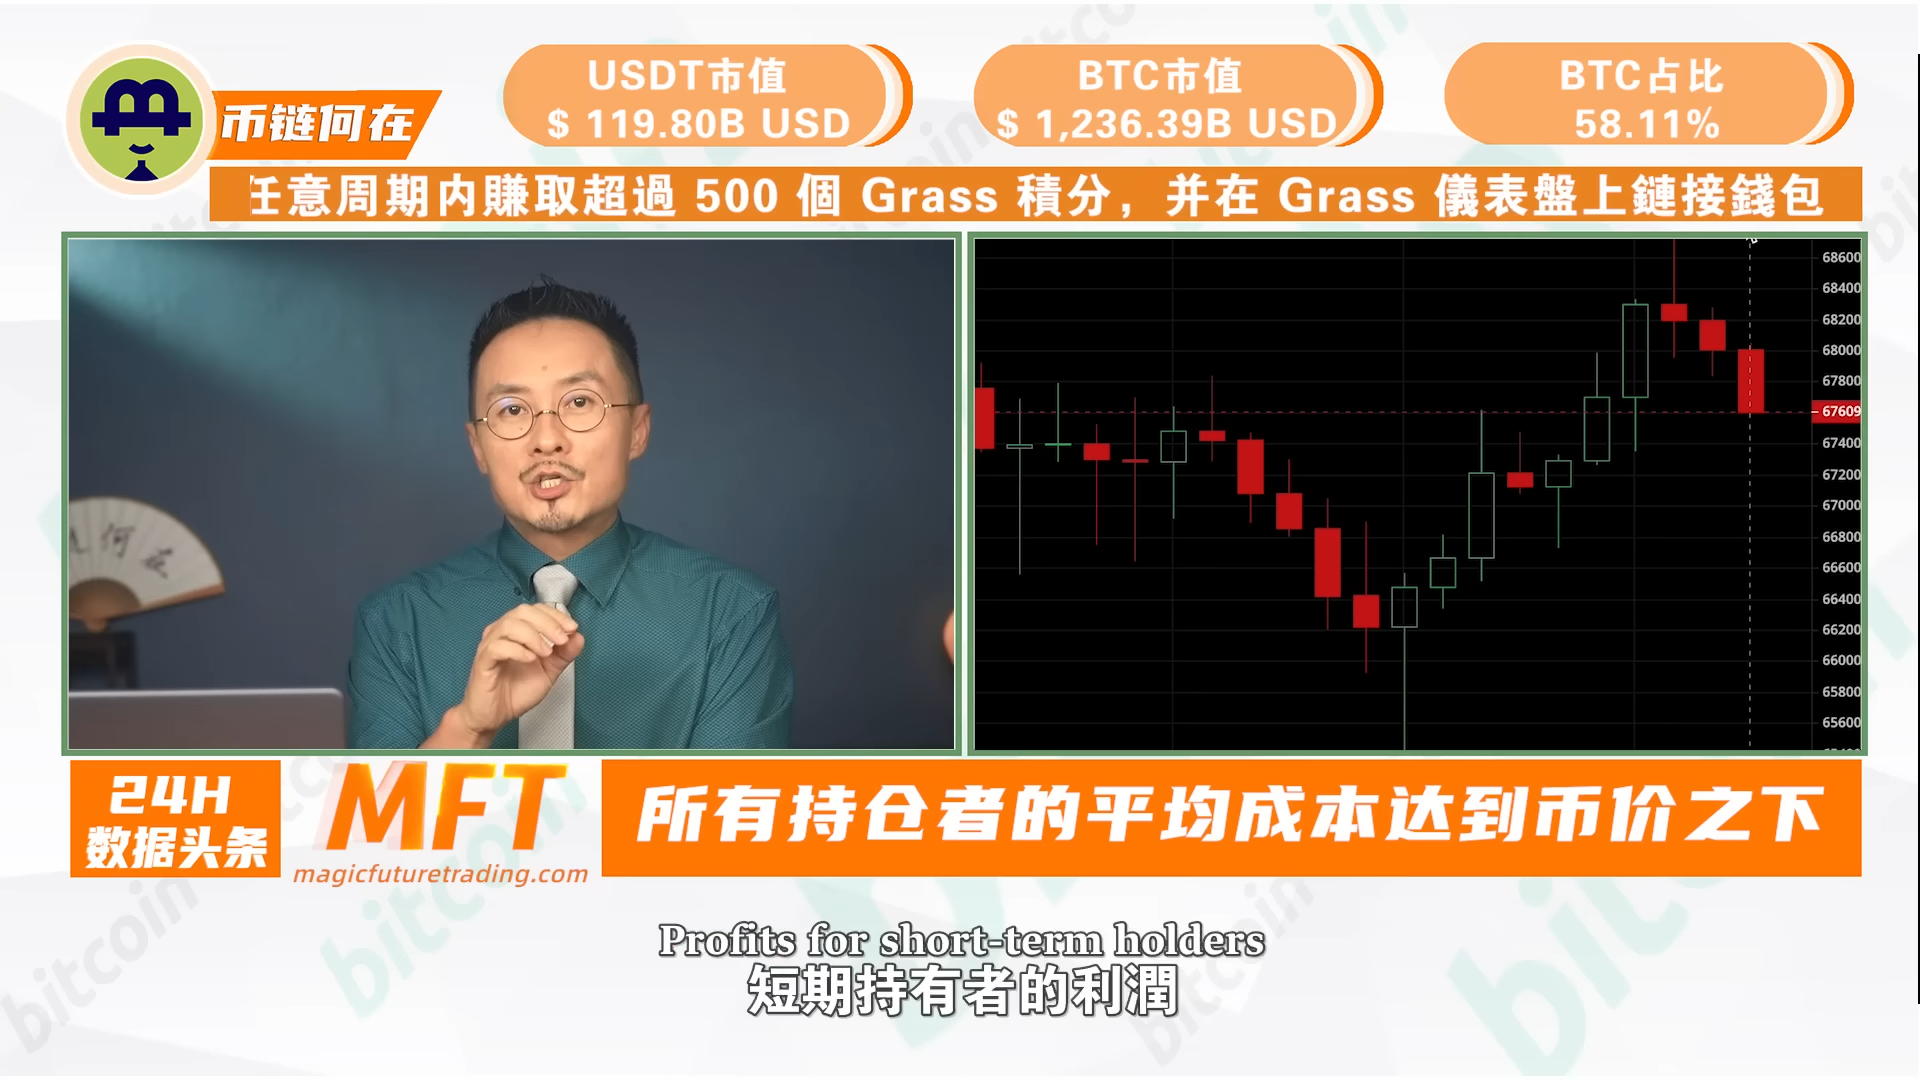 币链何在
USDT市值
$ 119.80B USD
BTC市值
$ 1,236.39B USD
BTC占比
58.11%
任意周期内賺取超過 500 個 Grass 積分，并在 Grass 儀表盤上鏈接錢包
何在
68600
68400
68200
68000
67800
67609
67400
67200
67000
66800
66600
66400
66200
66000
65800
65600
24H
数据头条
MFT
magicfuturetrading.com
所有持仓者的平均成本达到币价之下
Profits for short-term holders
短期持有者的利潤
bitcoin
bitcoin
bitcoin